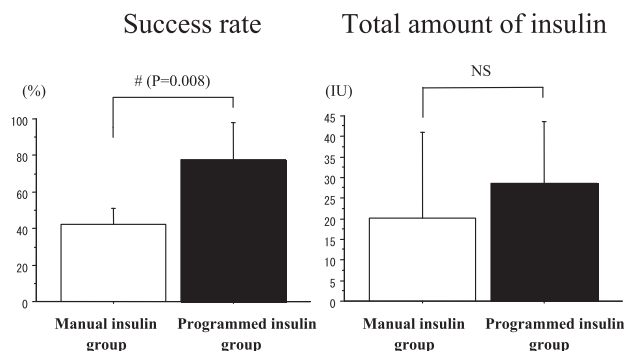 Success rate
Total amount of insulin
# (P=0.008)
(%)
100
80
60
40
20
0
Manual insulin
group
Programmed insulin
group
NS
(IU)
45
40
35
30
25
20
15
10
5
0
Manual insulin
group
Programmed insulin
group